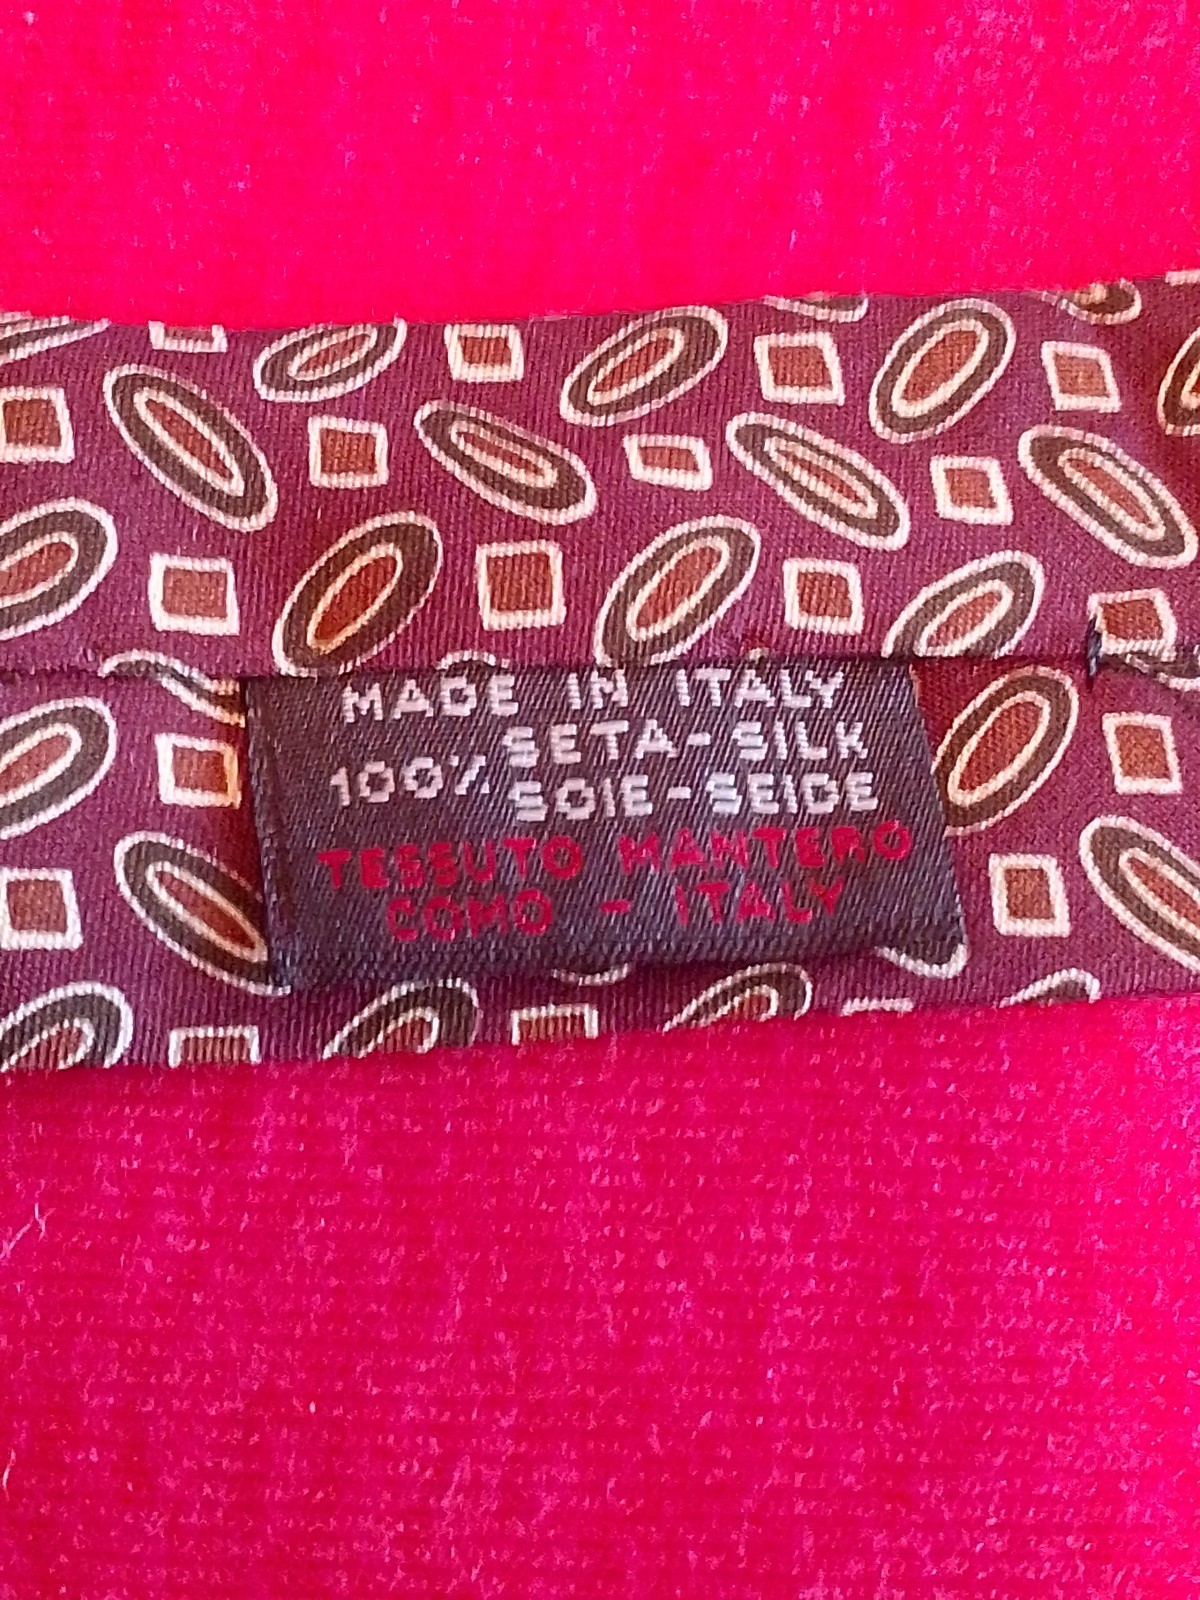 MADE IN ITALY
100% SETA-SILK
SOIE-SEIDE
TESSUTO MANTERO
COMO - ITALY